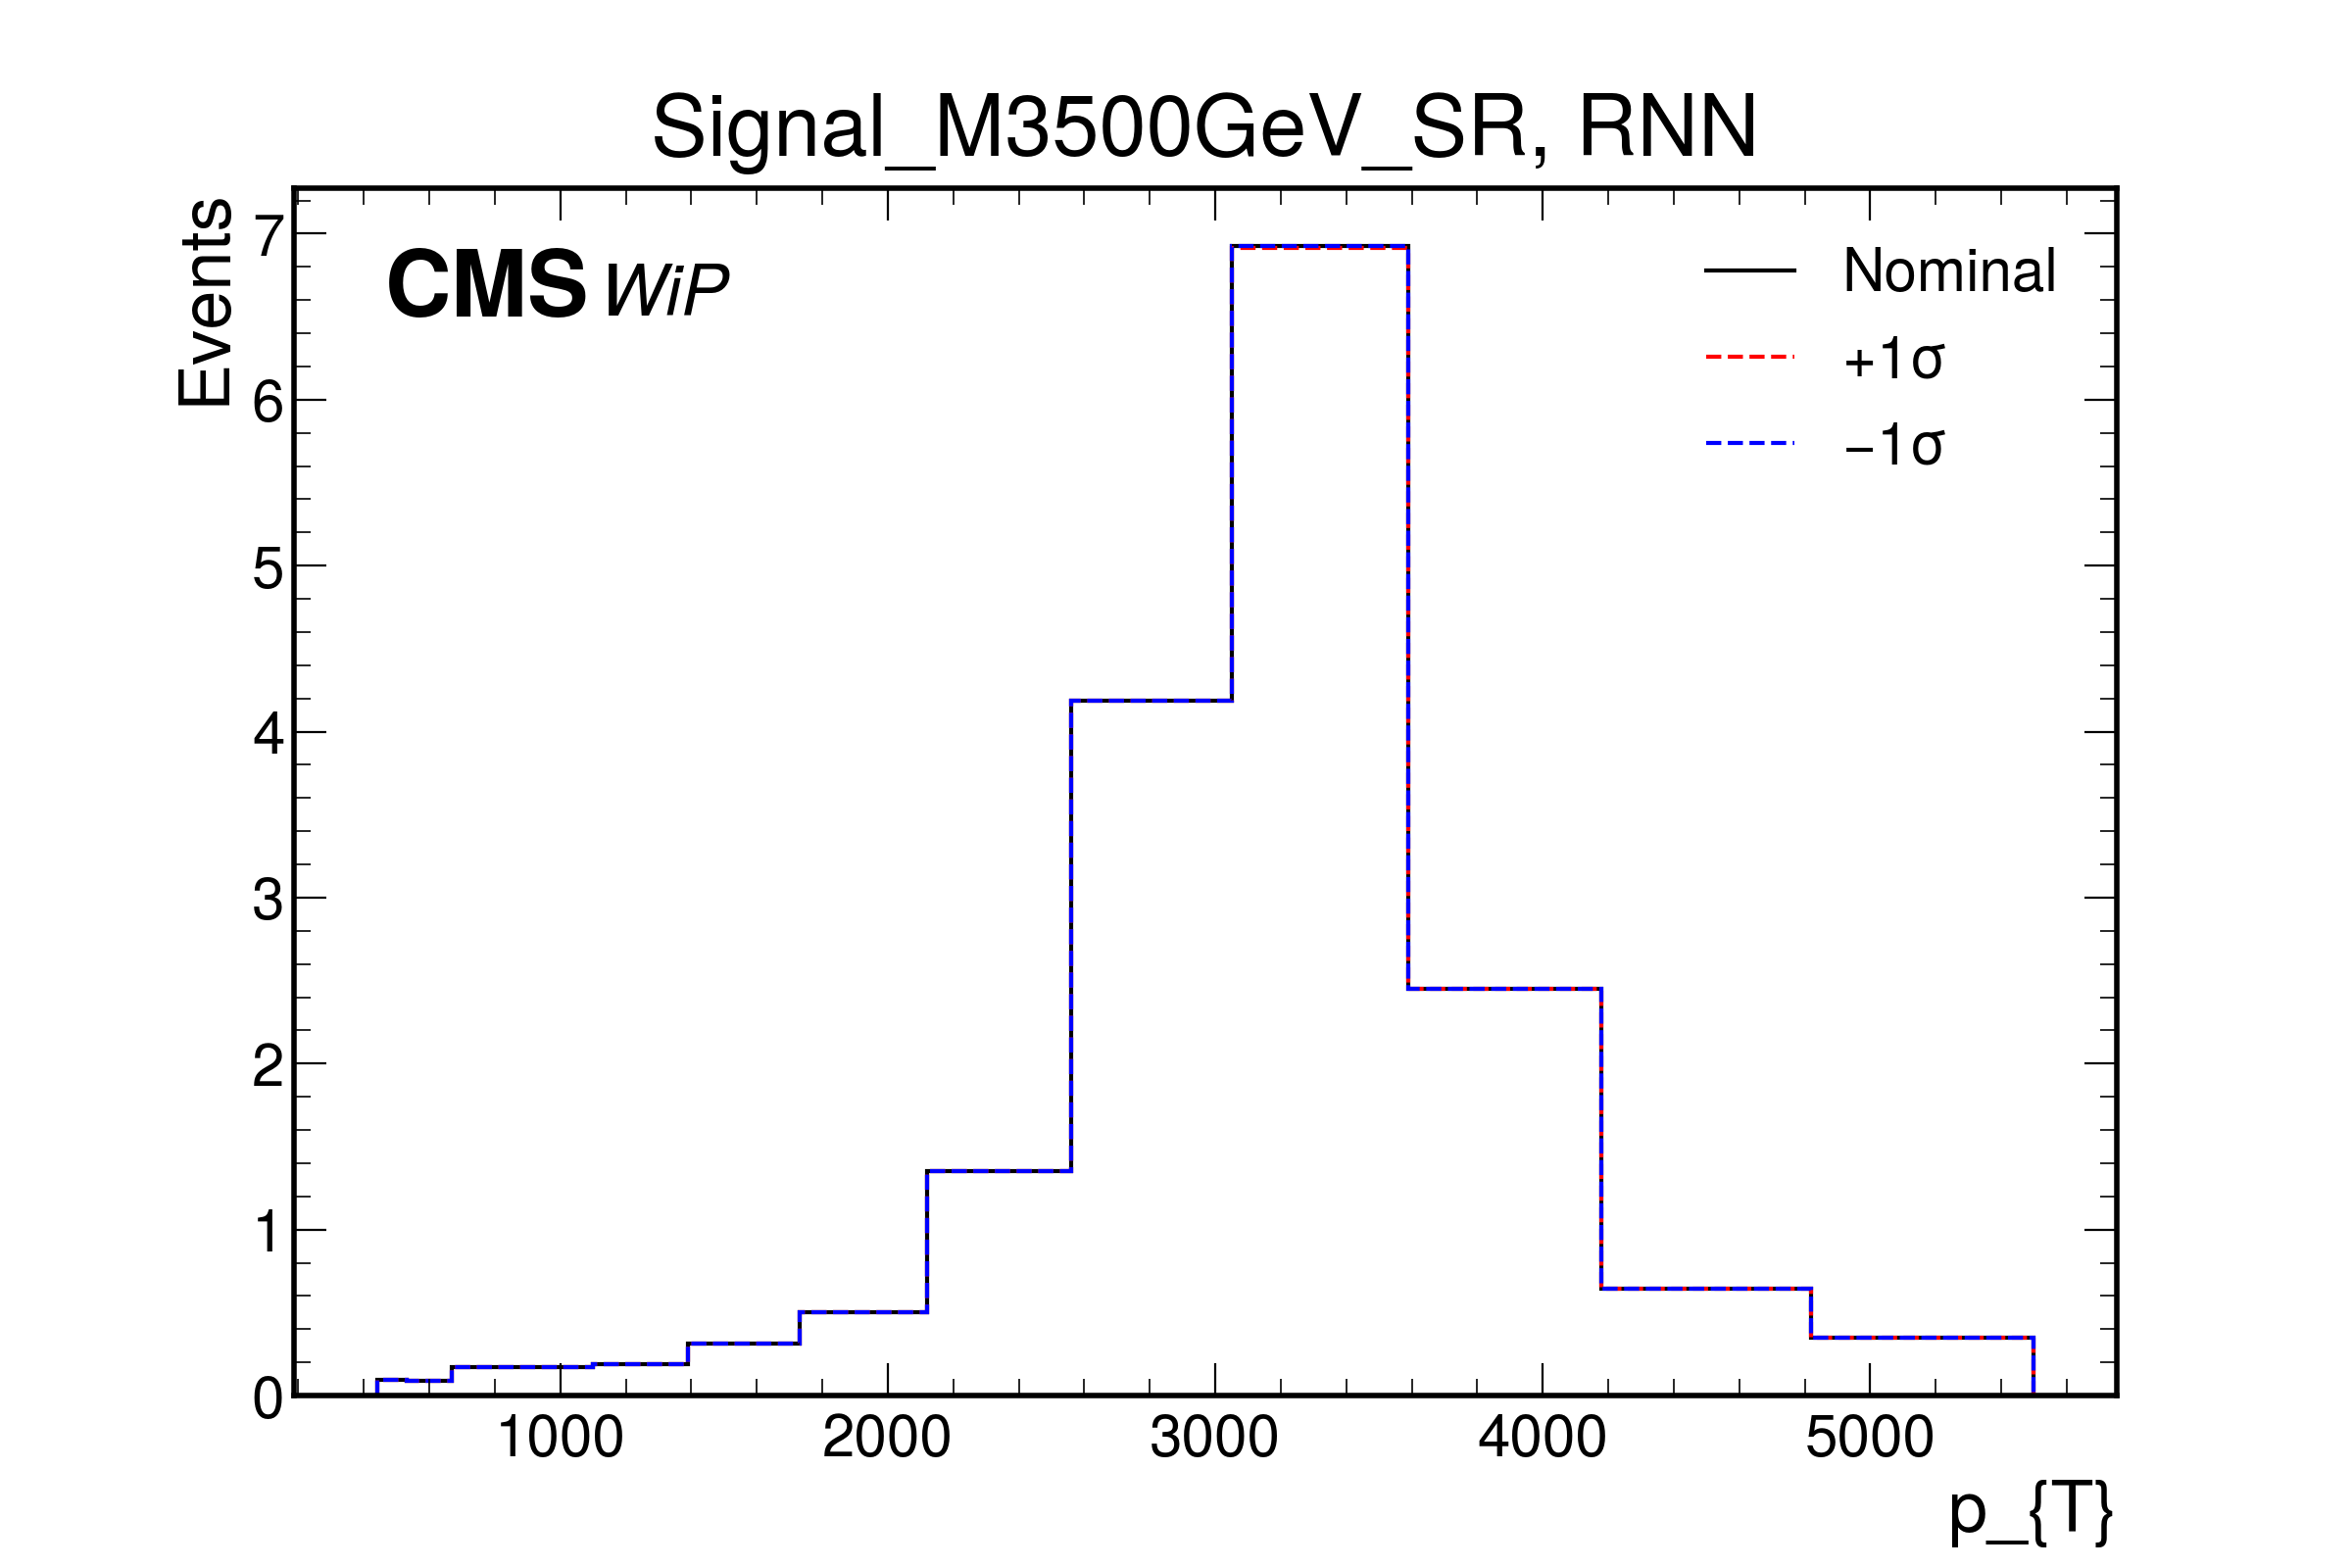 Signal_M3500GeV_SR, RNN
Events
CMS WiP
Nominal
+1σ
−1σ
7
6
5
4
3
2
1
0
1000 2000 3000 4000 5000
p_{T}